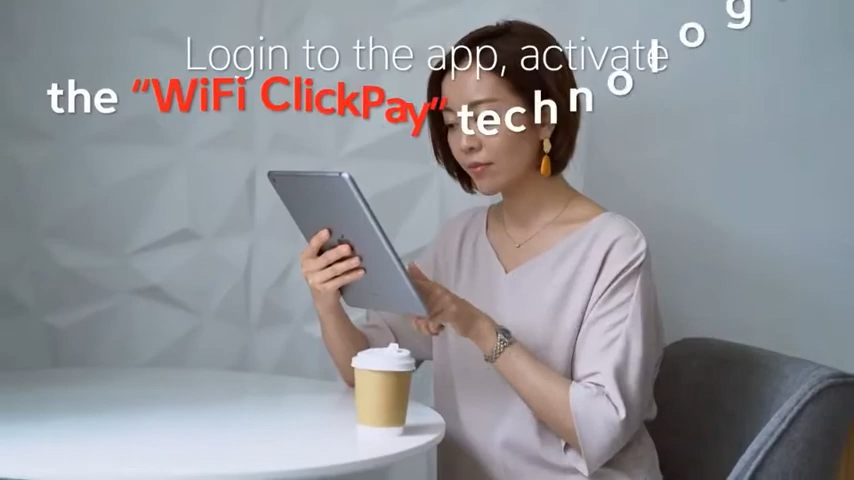 Login to the app, activate
the “WiFi ClickPay” technolog